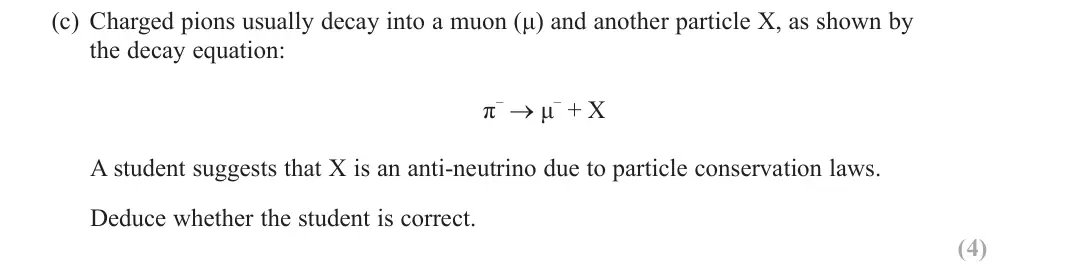 (c) Charged pions usually decay into a muon (μ) and another particle X, as shown by
the decay equation:
π⁻ → μ⁻ + X
A student suggests that X is an anti-neutrino due to particle conservation laws.
Deduce whether the student is correct.
(4)